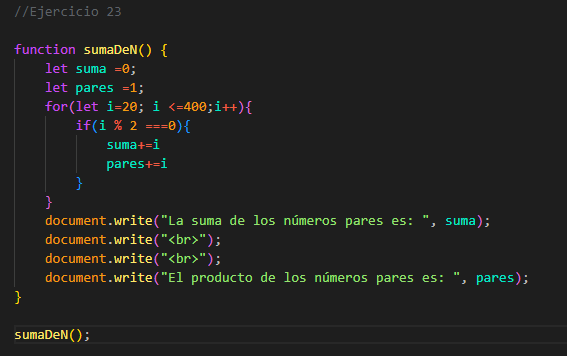 //Ejercicio 23
function sumaDeN() {
let suma =0;
let pares =1;
for(let i=20; i <=400;i++){
if(i % 2 ===0){
suma+=i
pares+=i
}
}
document.write("La suma de los números pares es: ", suma);
document.write("<br>");
document.write("<br>");
document.write("El producto de los números pares es: ", pares);
}
sumaDeN();